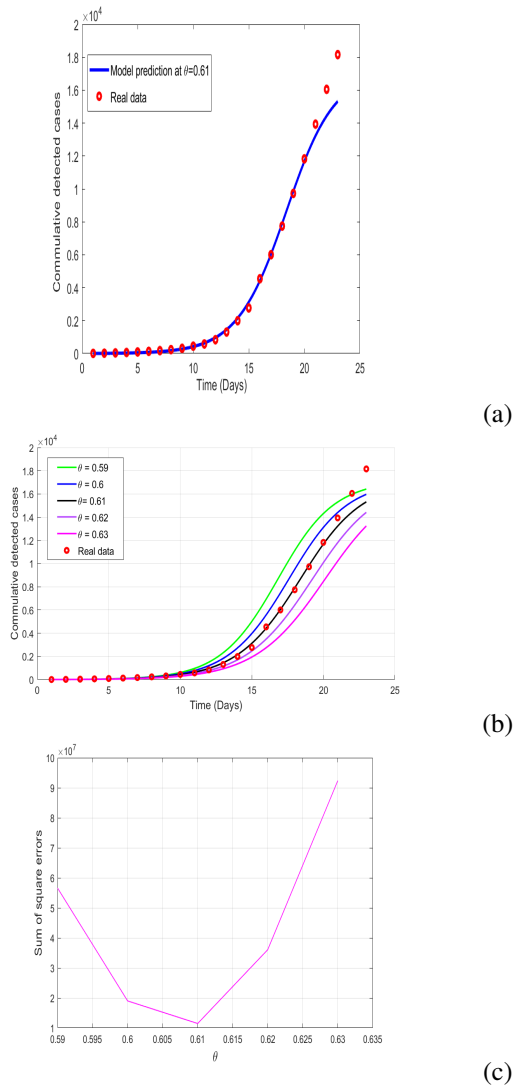 ×10⁴
2
1.8
1.6
1.4
1.2
1
0.8
0.6
0.4
0.2
0
Commulative detected cases
Model prediction at θ=0.61
Real data
0 5 10 15 20 25
Time (Days)
(a)
×10⁴
2
1.8
1.6
1.4
1.2
1
0.8
0.6
0.4
0.2
0
Commulative detected cases
θ = 0.59
θ = 0.6
θ= 0.61
θ = 0.62
θ = 0.63
Real data
0 5 10 15 20 25
Time (Days)
(b)
×10⁷
10
9
8
7
6
5
4
3
2
1
Sum of square errors
0.59 0.595 0.6 0.605 0.61 0.615 0.62 0.625 0.63 0.635
θ
(c)